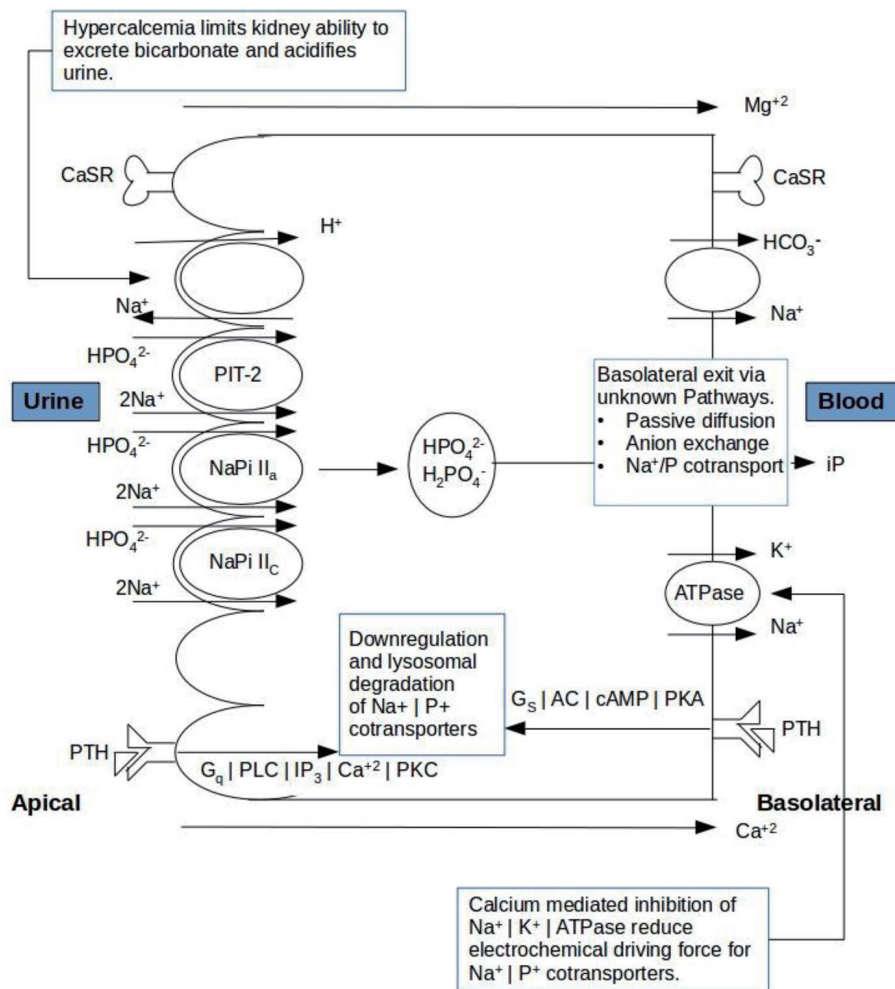 Hypercalcemia limits kidney ability to
excrete bicarbonate and acidifies
urine.
Mg⁺²
CaSR
CaSR
H⁺
HCO₃⁻
Na⁺
Na⁺
HPO₄²⁻
PIT-2
2Na⁺
HPO₄²⁻
NaPi IIₐ
2Na⁺
HPO₄²⁻
NaPi II_C
2Na⁺
Urine
HPO₄²⁻
H₂PO₄⁻
Basolateral exit via
unknown Pathways.
• Passive diffusion
• Anion exchange
• Na⁺/P cotransport
Blood
iP
K⁺
ATPase
Na⁺
Downregulation
and lysosomal
degradation
of Na+ | P+
cotransporters
G_S | AC | cAMP | PKA
PTH
PTH
G_q | PLC | IP₃ | Ca⁺² | PKC
Apical
Basolateral
Ca⁺²
Calcium mediated inhibition of
Na⁺ | K⁺ | ATPase reduce
electrochemical driving force for
Na⁺ | P⁺ cotransporters.